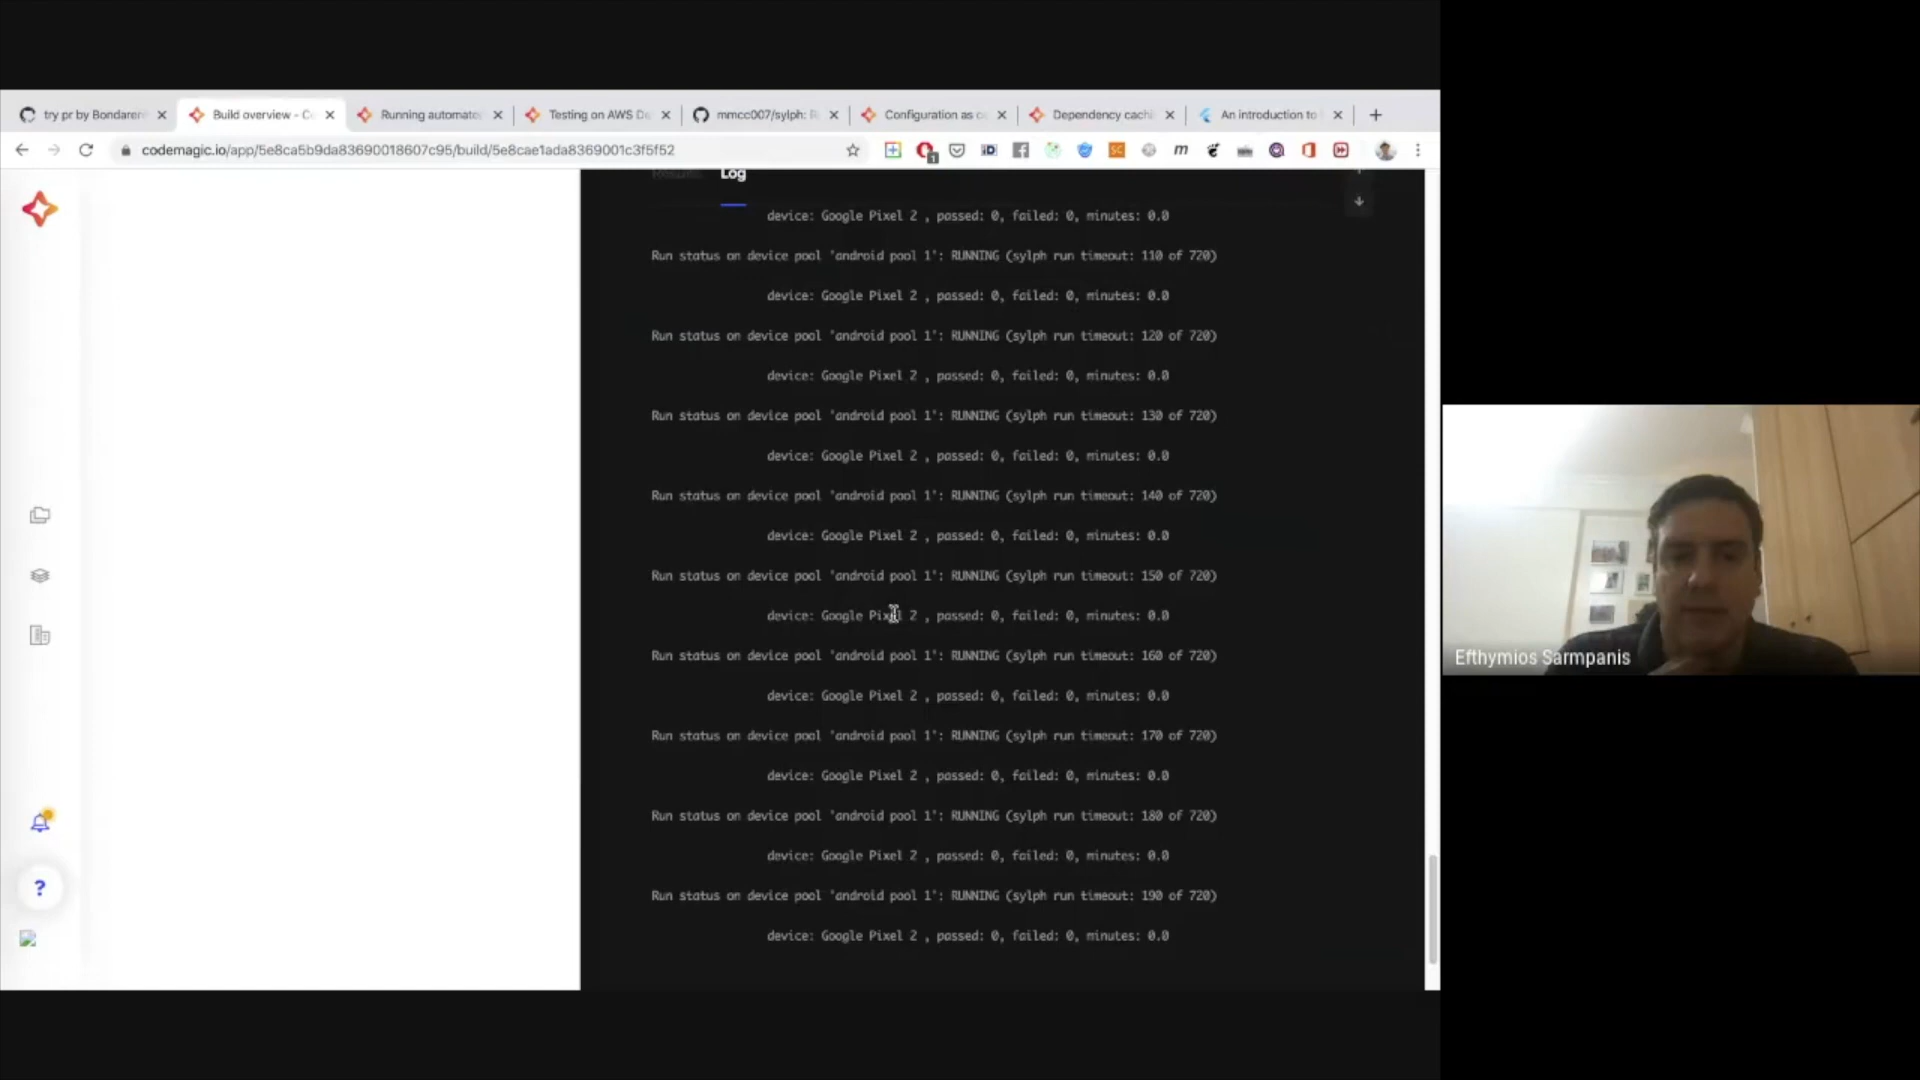 try pr by Bondaren
Build overview - C
Running automate
Testing on AWS De
mmcc007/sylph: R
Configuration as c
Dependency cachi
An introduction to
codemagic.io/app/5e8ca5b9da83690018607c95/build/5e8cae1ada8369001c3f5f52
Results
Log
device: Google Pixel 2 , passed: 0, failed: 0, minutes: 0.0
Run status on device pool 'android pool 1': RUNNING (sylph run timeout: 110 of 720)
device: Google Pixel 2 , passed: 0, failed: 0, minutes: 0.0
Run status on device pool 'android pool 1': RUNNING (sylph run timeout: 120 of 720)
device: Google Pixel 2 , passed: 0, failed: 0, minutes: 0.0
Run status on device pool 'android pool 1': RUNNING (sylph run timeout: 130 of 720)
device: Google Pixel 2 , passed: 0, failed: 0, minutes: 0.0
Run status on device pool 'android pool 1': RUNNING (sylph run timeout: 140 of 720)
device: Google Pixel 2 , passed: 0, failed: 0, minutes: 0.0
Run status on device pool 'android pool 1': RUNNING (sylph run timeout: 150 of 720)
device: Google Pixel 2 , passed: 0, failed: 0, minutes: 0.0
Run status on device pool 'android pool 1': RUNNING (sylph run timeout: 160 of 720)
device: Google Pixel 2 , passed: 0, failed: 0, minutes: 0.0
Run status on device pool 'android pool 1': RUNNING (sylph run timeout: 170 of 720)
device: Google Pixel 2 , passed: 0, failed: 0, minutes: 0.0
Run status on device pool 'android pool 1': RUNNING (sylph run timeout: 180 of 720)
device: Google Pixel 2 , passed: 0, failed: 0, minutes: 0.0
Run status on device pool 'android pool 1': RUNNING (sylph run timeout: 190 of 720)
device: Google Pixel 2 , passed: 0, failed: 0, minutes: 0.0
?
Efthymios Sarmpanis